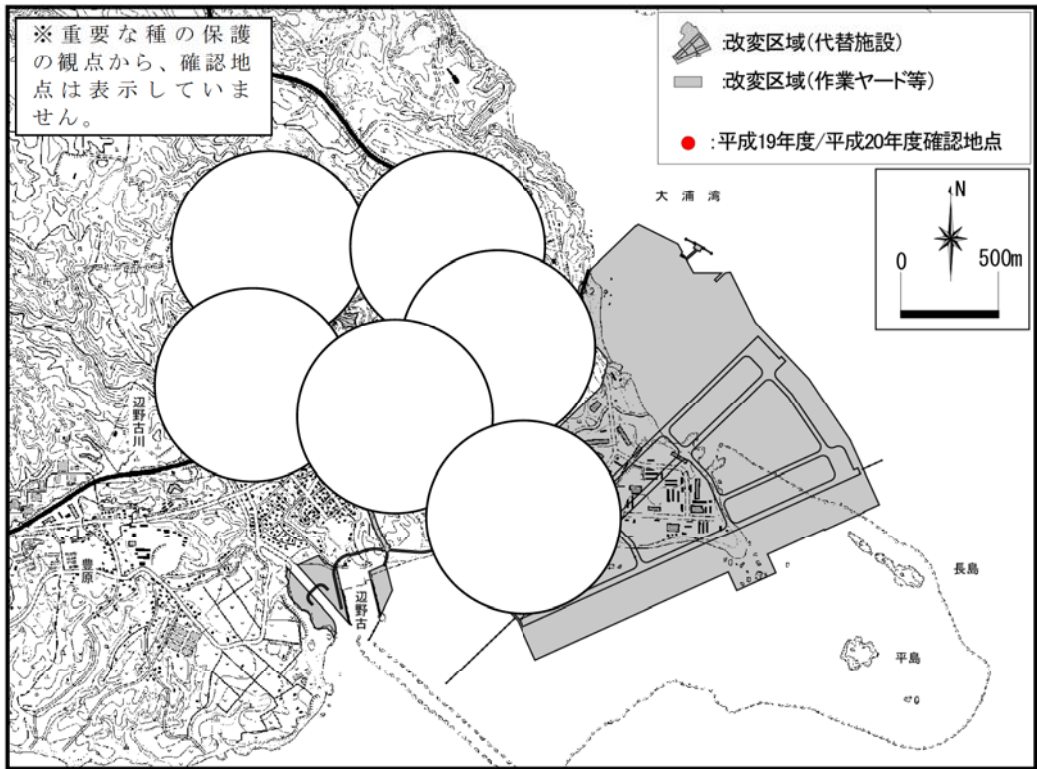 ※重要な種の保護
の観点から、確認地
点は表示していま
せん。
:改変区域(代替施設)
:改変区域(作業ヤード等)
:平成19年度/平成20年度確認地点
大浦湾
N
0 500m
辺野古川
豊原
辺野古
長島
平島